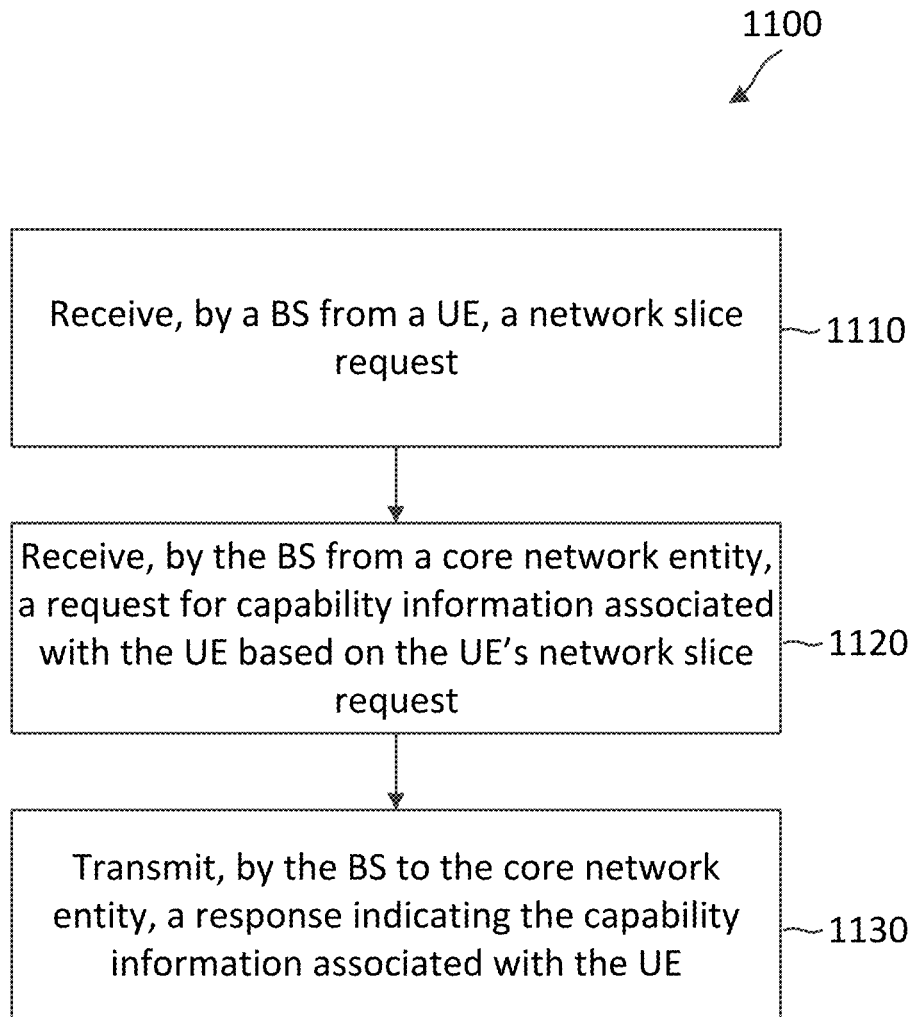 1100
Receive, by a BS from a UE, a network slice
request
1110
Receive, by the BS from a core network entity,
a request for capability information associated
with the UE based on the UE’s network slice
request
1120
Transmit, by the BS to the core network
entity, a response indicating the capability
information associated with the UE
1130